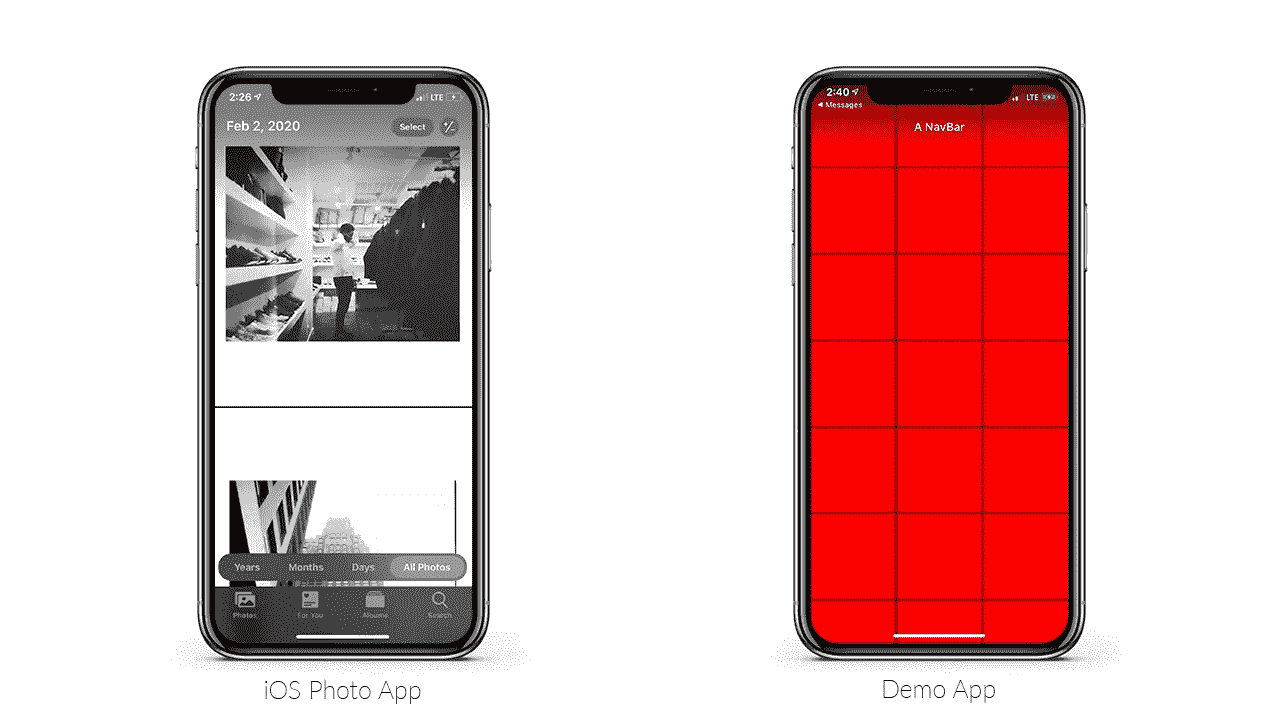 2:26
LTE
Feb 2, 2020
Select
Years Months Days All Photos
Photos For You Albums Search
iOS Photo App
2:40
LTE
Messages
A NavBar
Demo App